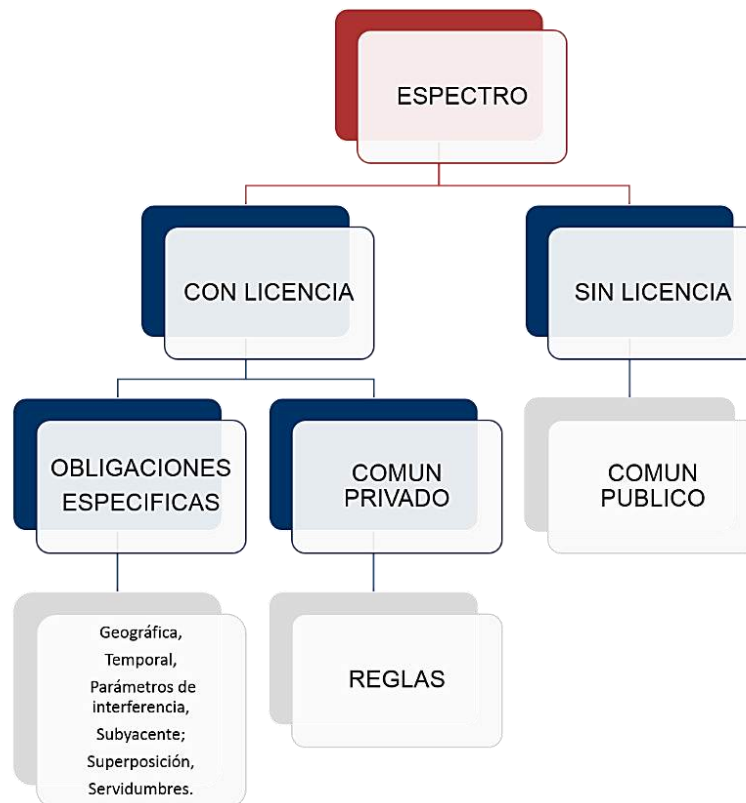 ESPECTRO
CON LICENCIA
SIN LICENCIA
OBLIGACIONES
ESPECIFICAS
COMUN
PRIVADO
COMUN
PUBLICO
Geográfica,
Temporal,
Parámetros de
interferencia,
Subyacente;
Superposición,
Servidumbres.
REGLAS